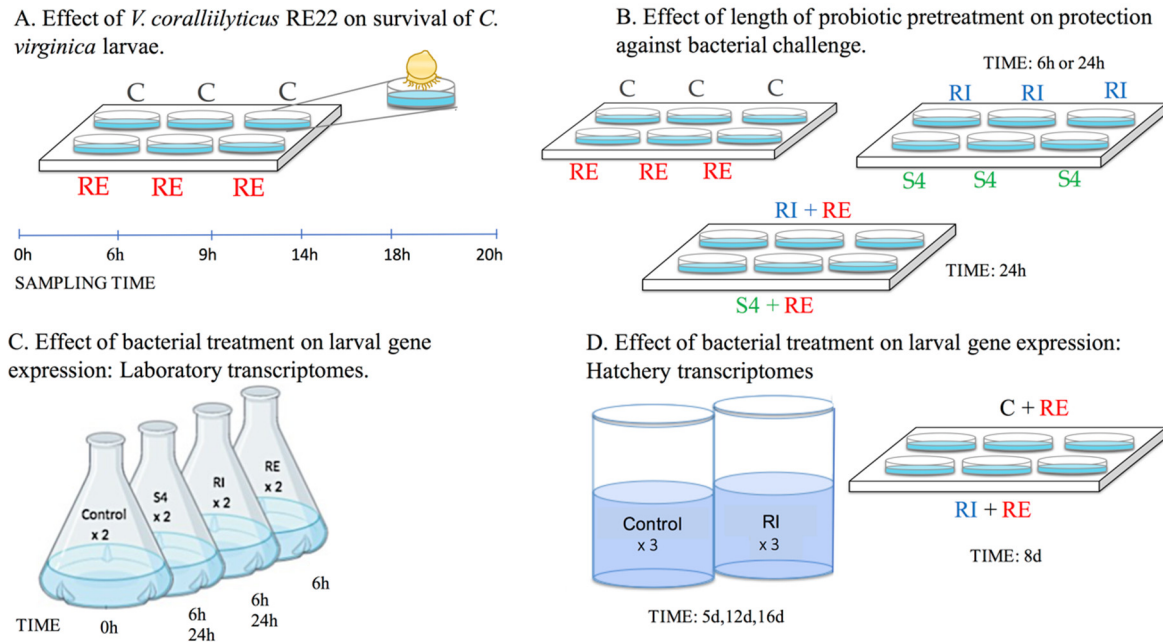 A. Effect of V. coralliilyticus RE22 on survival of C.
virginica larvae.
C C C
RE RE RE
0h 6h 9h 14h 18h 20h
SAMPLING TIME
B. Effect of length of probiotic pretreatment on protection
against bacterial challenge.
TIME: 6h or 24h
C C C
RE RE RE
RI RI RI
S4 S4 S4
RI + RE
S4 + RE
TIME: 24h
C. Effect of bacterial treatment on larval gene
expression: Laboratory transcriptomes.
Control
x 2
S4
x 2
RI
x 2
RE
x 2
TIME
0h
6h
24h
6h
24h
6h
D. Effect of bacterial treatment on larval gene expression:
Hatchery transcriptomes
Control
x 3
RI
x 3
TIME: 5d,12d,16d
C + RE
RI + RE
TIME: 8d